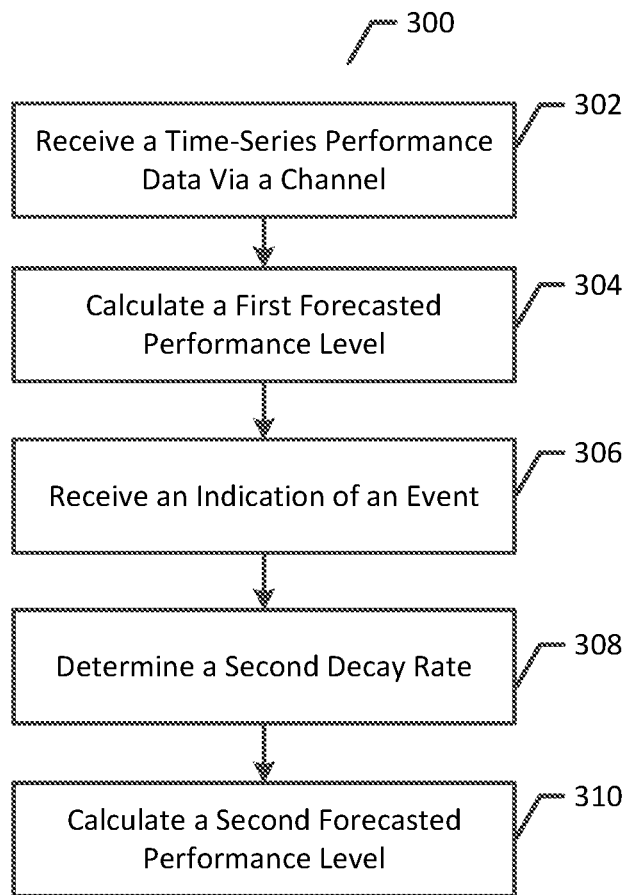 300
302
Receive a Time-Series Performance
Data Via a Channel
304
Calculate a First Forecasted
Performance Level
306
Receive an Indication of an Event
308
Determine a Second Decay Rate
310
Calculate a Second Forecasted
Performance Level